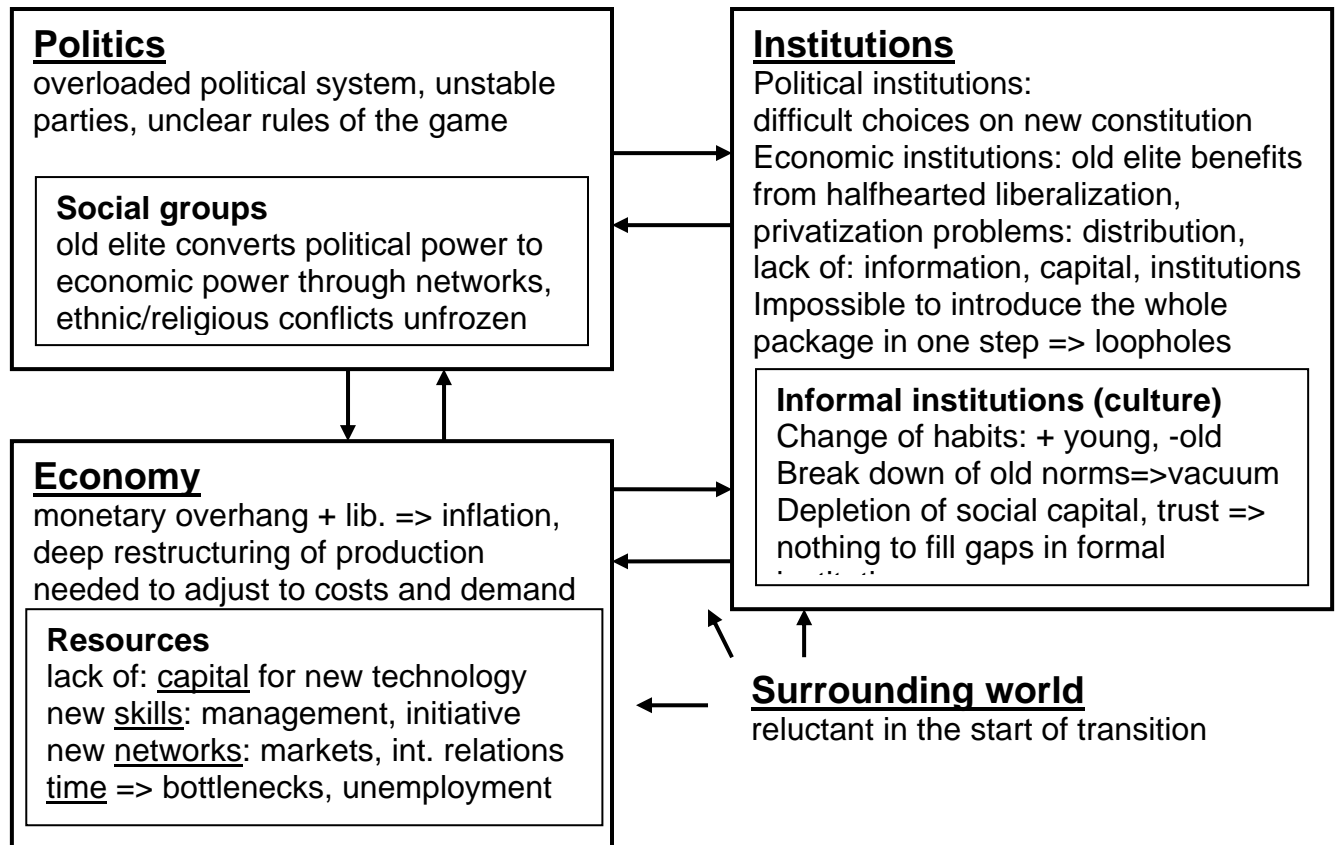 Politics
overloaded political system, unstable
parties, unclear rules of the game
Social groups
old elite converts political power to
economic power through networks,
ethnic/religious conflicts unfrozen
Institutions
Political institutions:
difficult choices on new constitution
Economic institutions: old elite benefits
from halfhearted liberalization,
privatization problems: distribution,
lack of: information, capital, institutions
Impossible to introduce the whole
package in one step => loopholes
Informal institutions (culture)
Change of habits: + young, -old
Break down of old norms=>vacuum
Depletion of social capital, trust =>
nothing to fill gaps in formal
Economy
monetary overhang + lib. => inflation,
deep restructuring of production
needed to adjust to costs and demand
Resources
lack of: capital for new technology
new skills: management, initiative
new networks: markets, int. relations
time => bottlenecks, unemployment
Surrounding world
reluctant in the start of transition